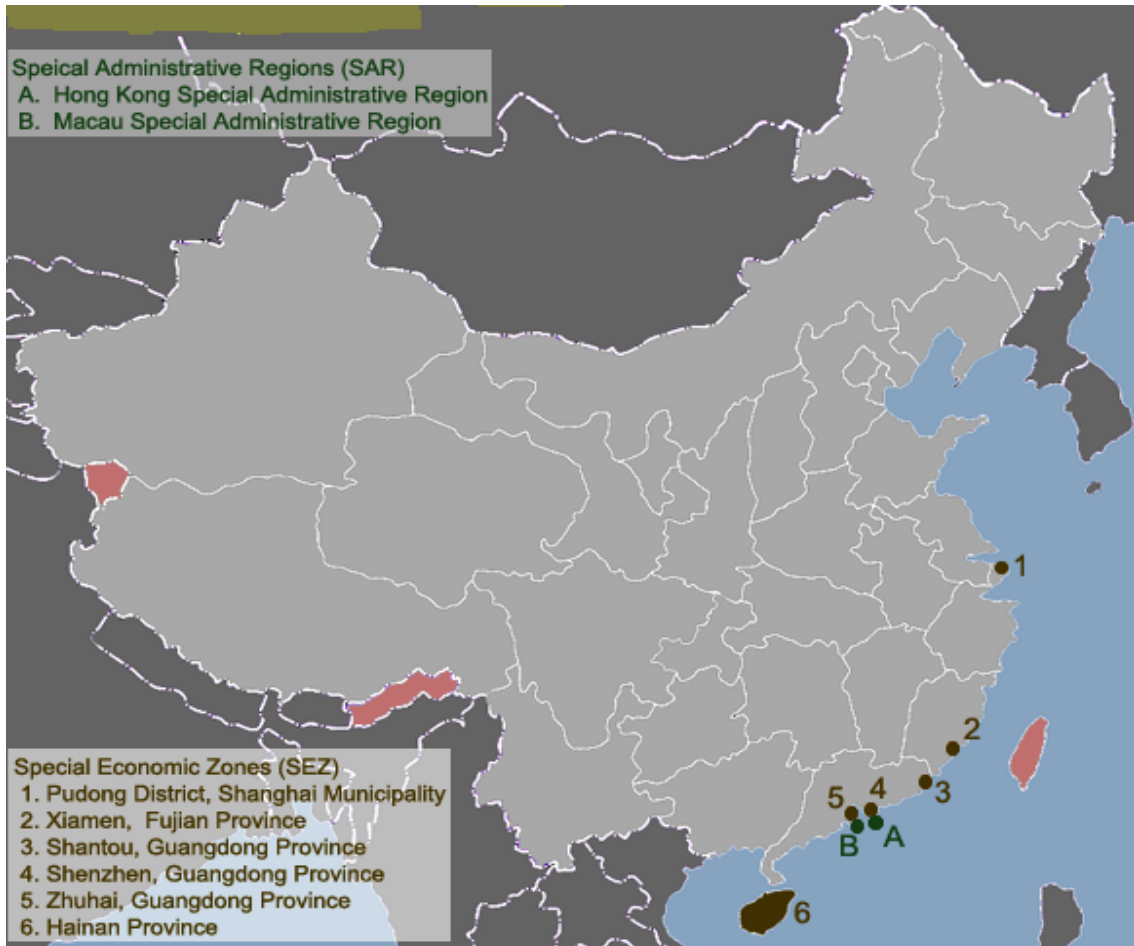 Speical Administrative Regions (SAR)
A. Hong Kong Special Administrative Region
B. Macau Special Administrative Region
1
2
3
4
5
A
B
6
Special Economic Zones (SEZ)
1. Pudong District, Shanghai Municipality
2. Xiamen, Fujian Province
3. Shantou, Guangdong Province
4. Shenzhen, Guangdong Province
5. Zhuhai, Guangdong Province
6. Hainan Province